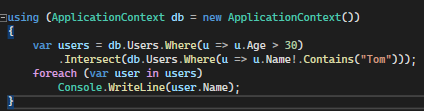 using (ApplicationContext db = new ApplicationContext())
{
    var users = db.Users.Where(u => u.Age > 30)
        .Intersect(db.Users.Where(u => u.Name!.Contains("Tom")));
    foreach (var user in users)
        Console.WriteLine(user.Name);
}